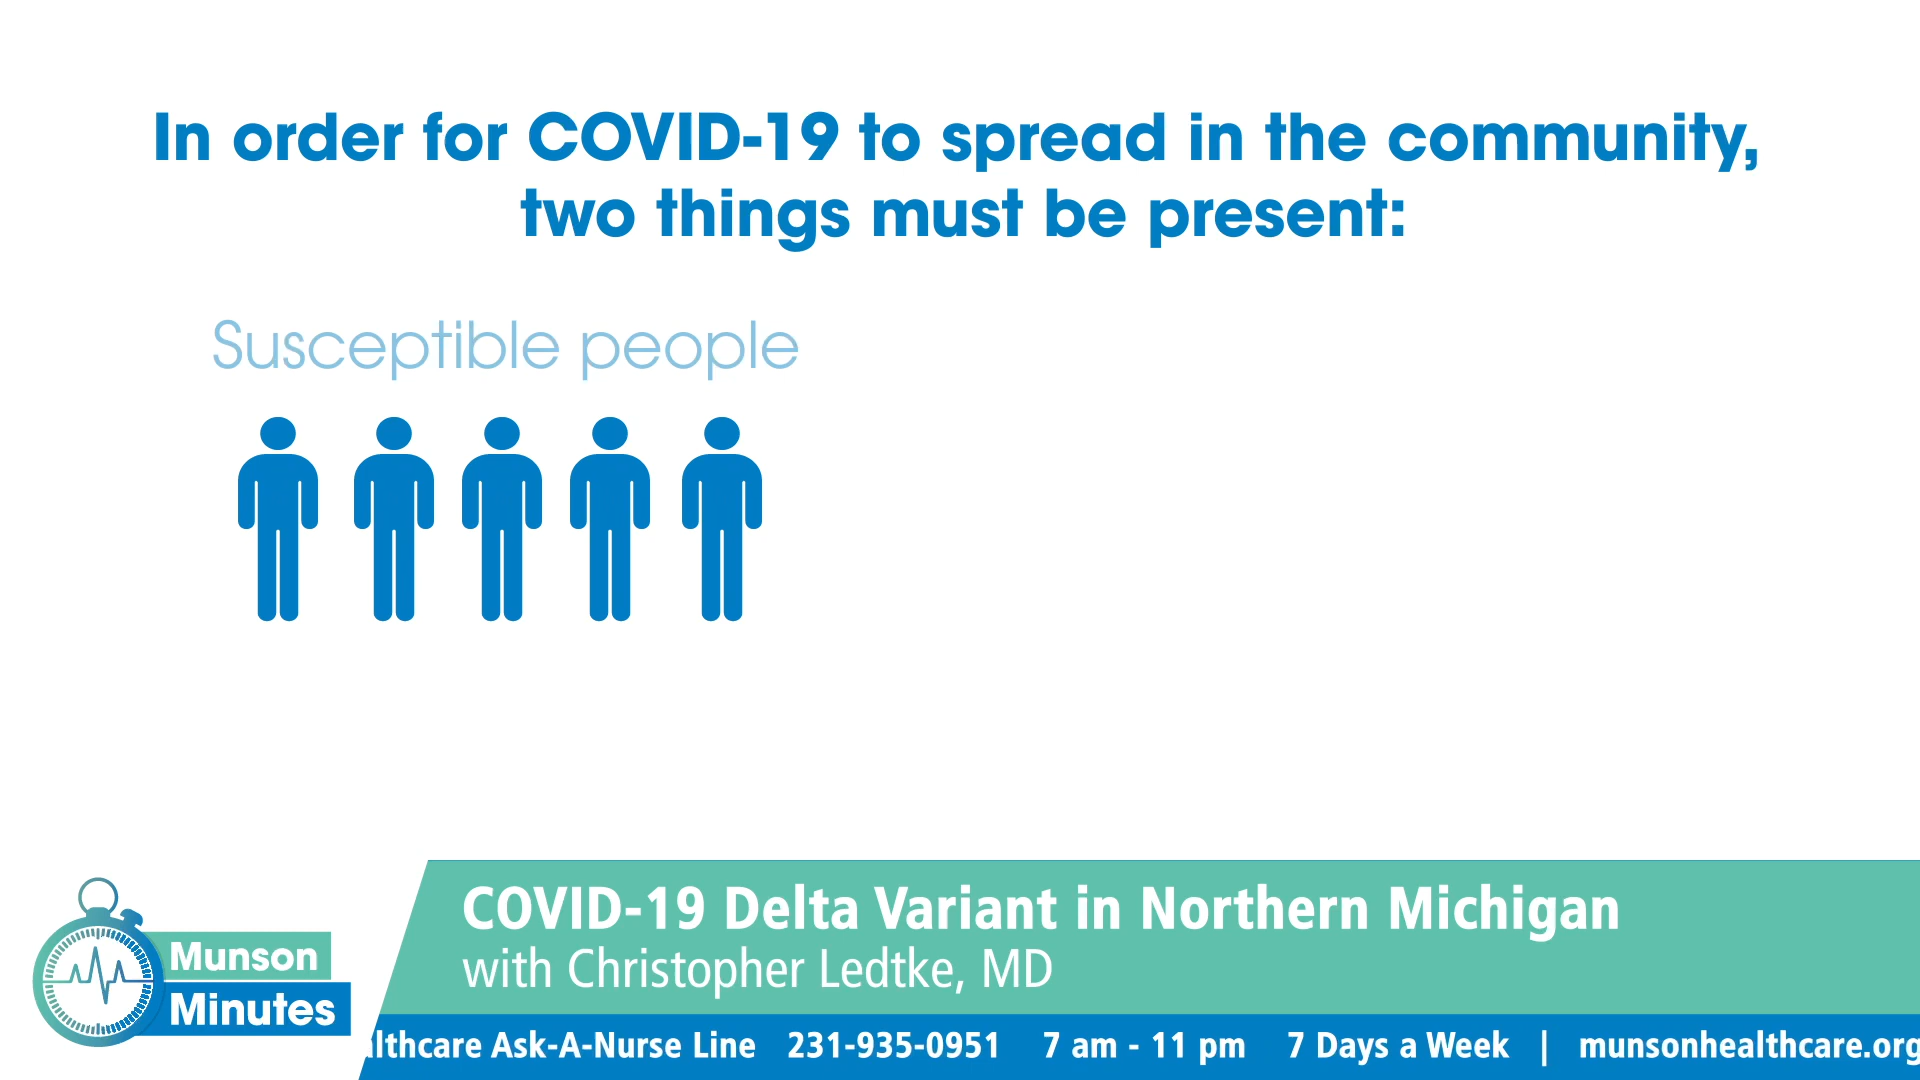 In order for COVID-19 to spread in the community,
two things must be present:
Susceptible people
COVID-19 Delta Variant in Northern Michigan
with Christopher Ledtke, MD
Munson
Minutes
althcare Ask-A-Nurse Line 231-935-0951 7 am - 11 pm 7 Days a Week | munsonhealthcare.org